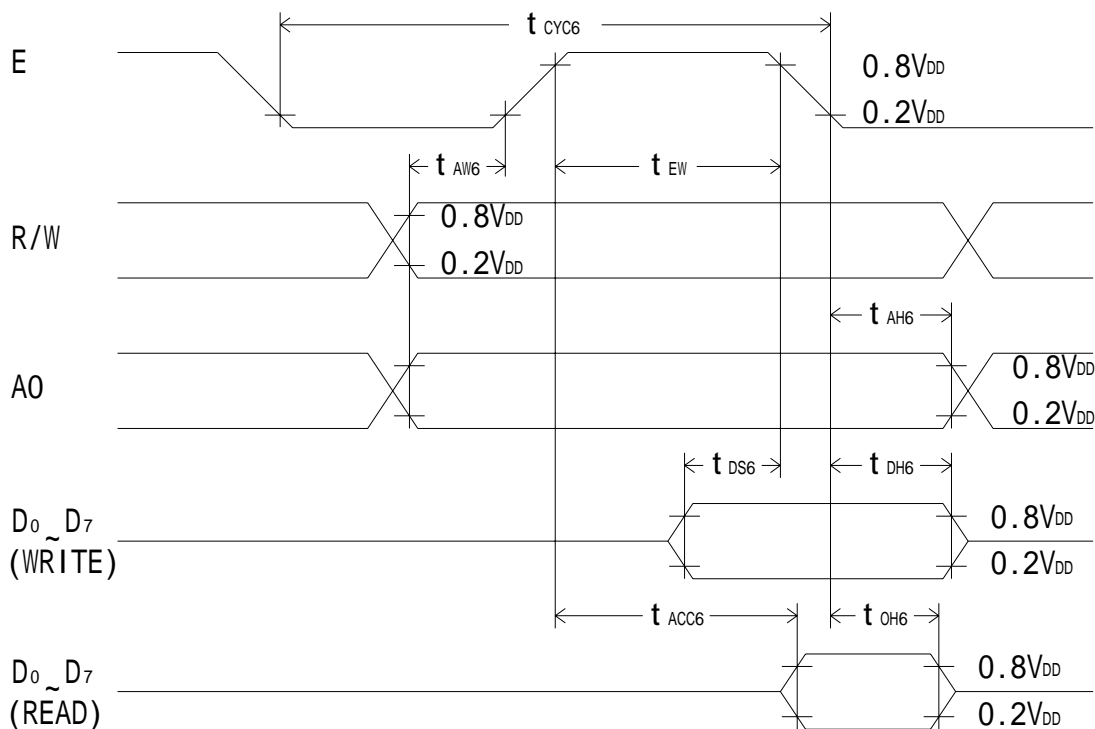 t CYC6
E
0.8VDD
0.2VDD
t AW6
t EW
R/W
0.8VDD
0.2VDD
t AH6
A0
0.8VDD
0.2VDD
t DS6
t DH6
D0 ~ D7
(WRITE)
0.8VDD
0.2VDD
t ACC6
t OH6
D0 ~ D7
(READ)
0.8VDD
0.2VDD